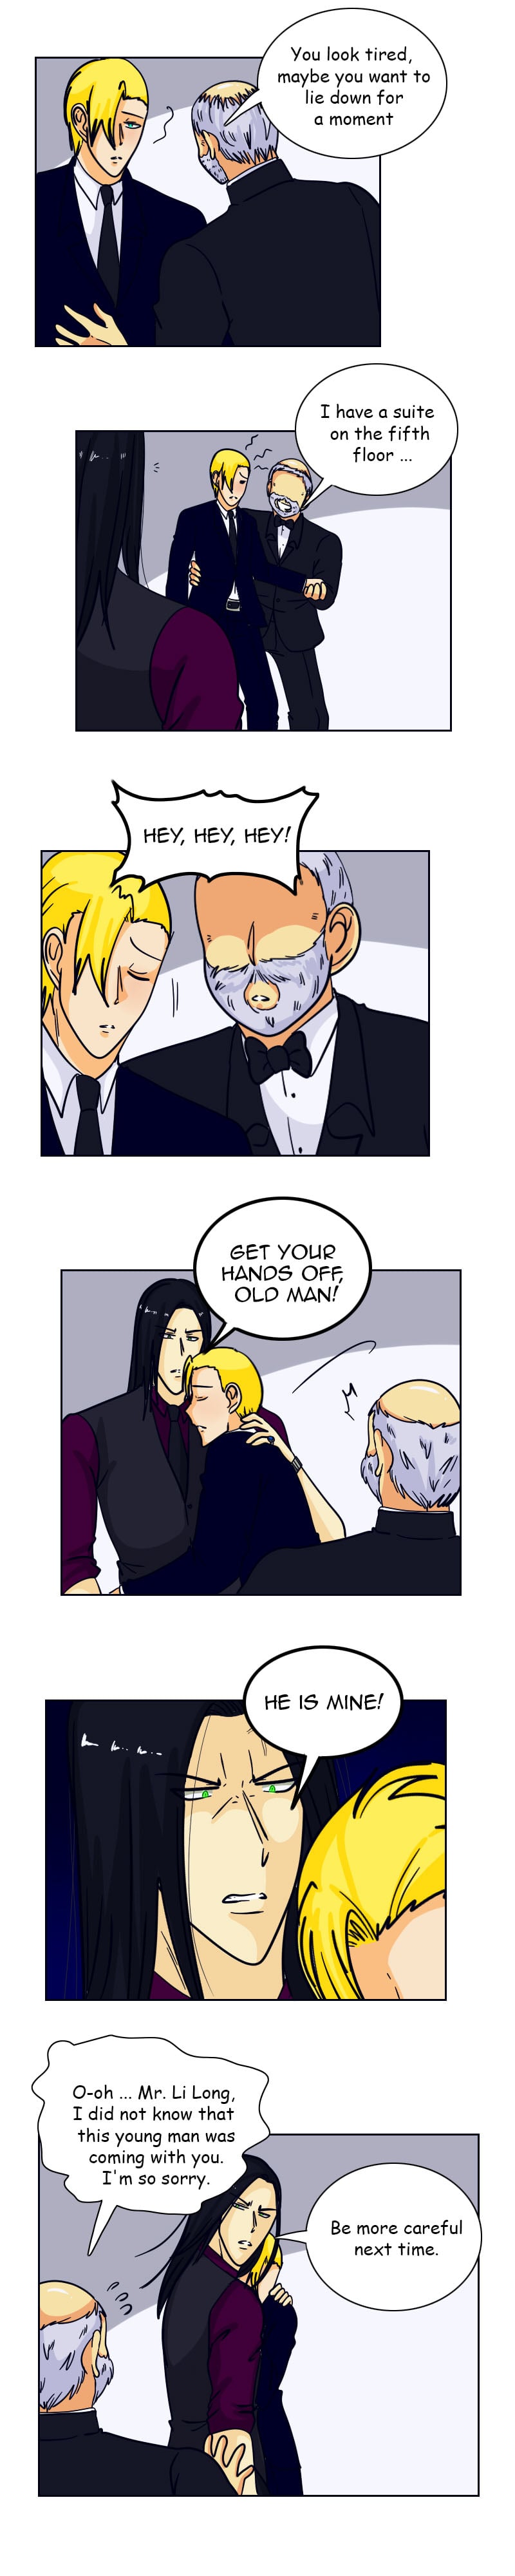 You look tired,
maybe you want to
lie down for
a moment
I have a suite
on the fifth
floor ...
HEY, HEY, HEY!
GET YOUR
HANDS OFF,
OLD MAN!
HE IS MINE!
O-oh ... Mr. Li Long,
I did not know that
this young man was
coming with you.
I'm so sorry.
Be more careful
next time.